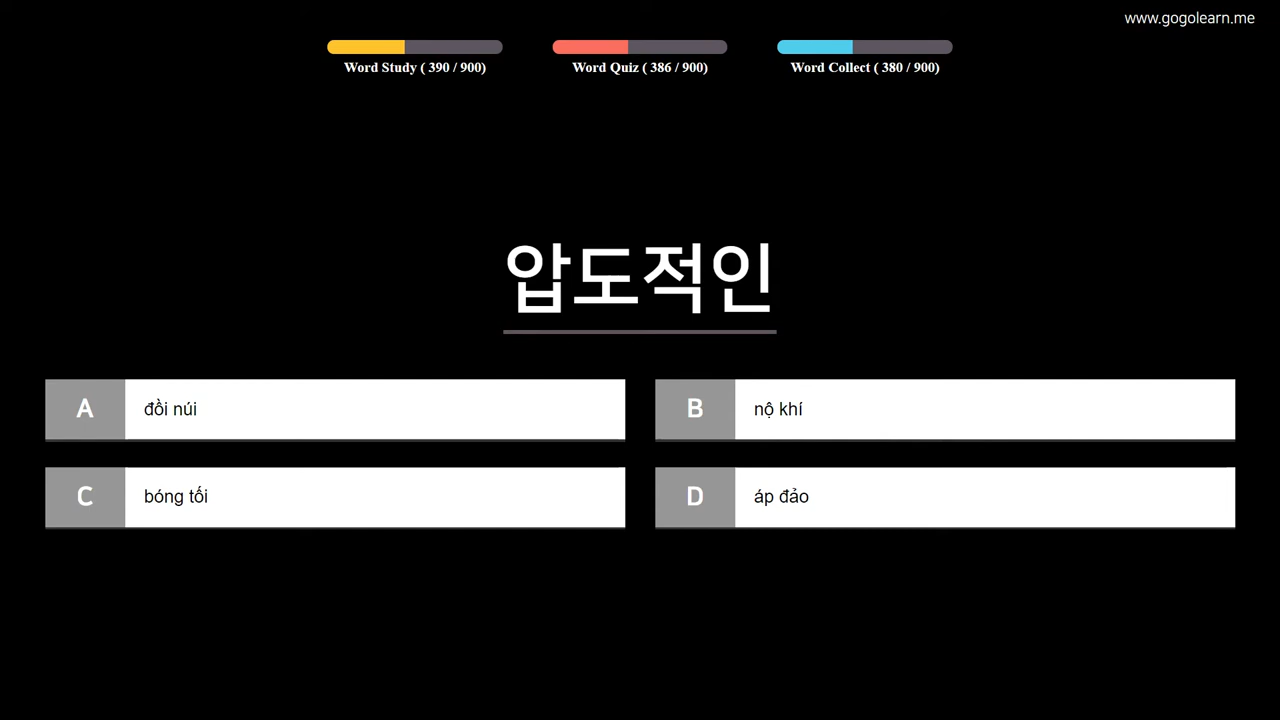 www.gogolearn.me
Word Study ( 390 / 900)
Word Quiz ( 386 / 900)
Word Collect ( 380 / 900)
압도적인
A đồi núi
B nộ khí
C bóng tối
D áp đảo